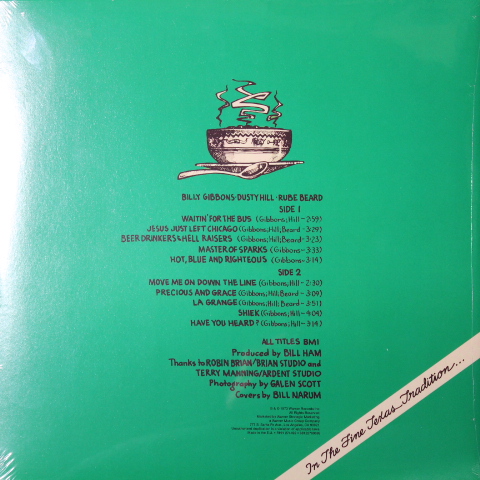 BILLY GIBBONS·DUSTY HILL·RUBE BEARD
SIDE 1
WAITIN' FOR THE BUS (Gibbons; Hill-2:59)
JESUS JUST LEFT CHICAGO (Gibbons; Hill; Beard-3:29)
BEER DRINKERS & HELL RAISERS (Gibbons; Hill; Beard-3:23)
MASTER OF SPARKS (Gibbons-3:33)
HOT, BLUE AND RIGHTEOUS (Gibbons-3:14)
SIDE 2
MOVE ME ON DOWN THE LINE (Gibbons; Hill-2:30)
PRECIOUS AND GRACE (Gibbons; Hill; Beard-3:09)
LA GRANGE (Gibbons; Hill; Beard-3:51)
SHIEK (Gibbons; Hill-4:04)
HAVE YOU HEARD? (Gibbons; Hill-3:14)
ALL TITLES BMI
Produced by BILL HAM
Thanks to ROBIN BRIAN/BRIAN STUDIO and
TERRY MANNING/ARDENT STUDIO
Photography by GALEN SCOTT
Covers by BILL NARUM
In The Fine Texas Tradition...